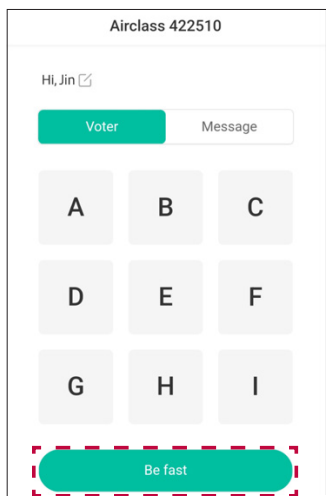 Airclass 422510
Hi, Jin
Voter Message
A B C
D E F
G H I
Be fast